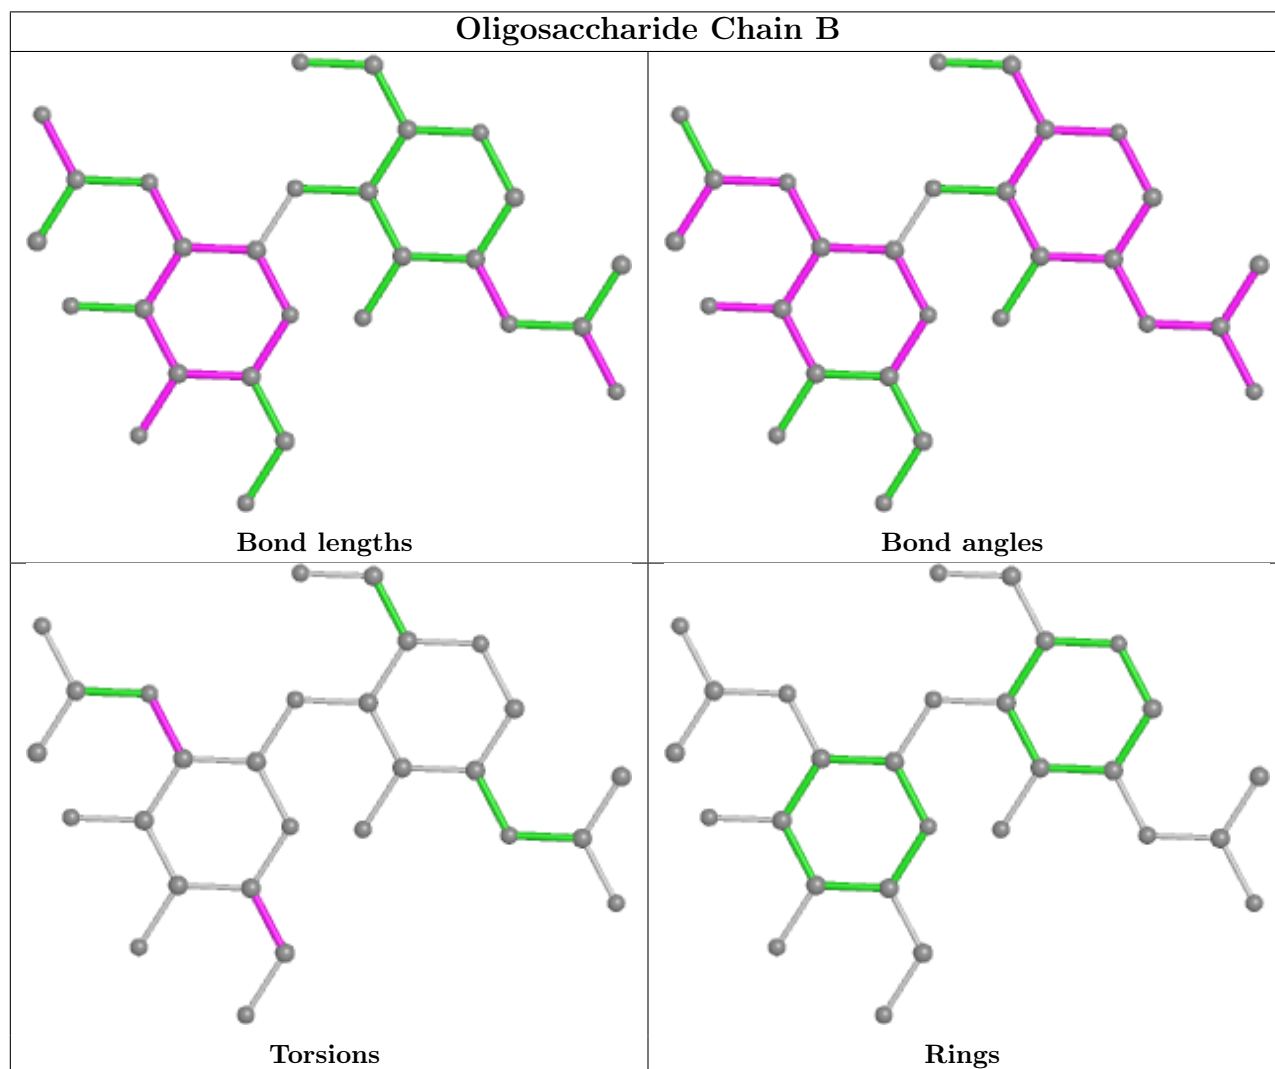 Oligosaccharide Chain B
Bond lengths
Bond angles
Torsions
Rings